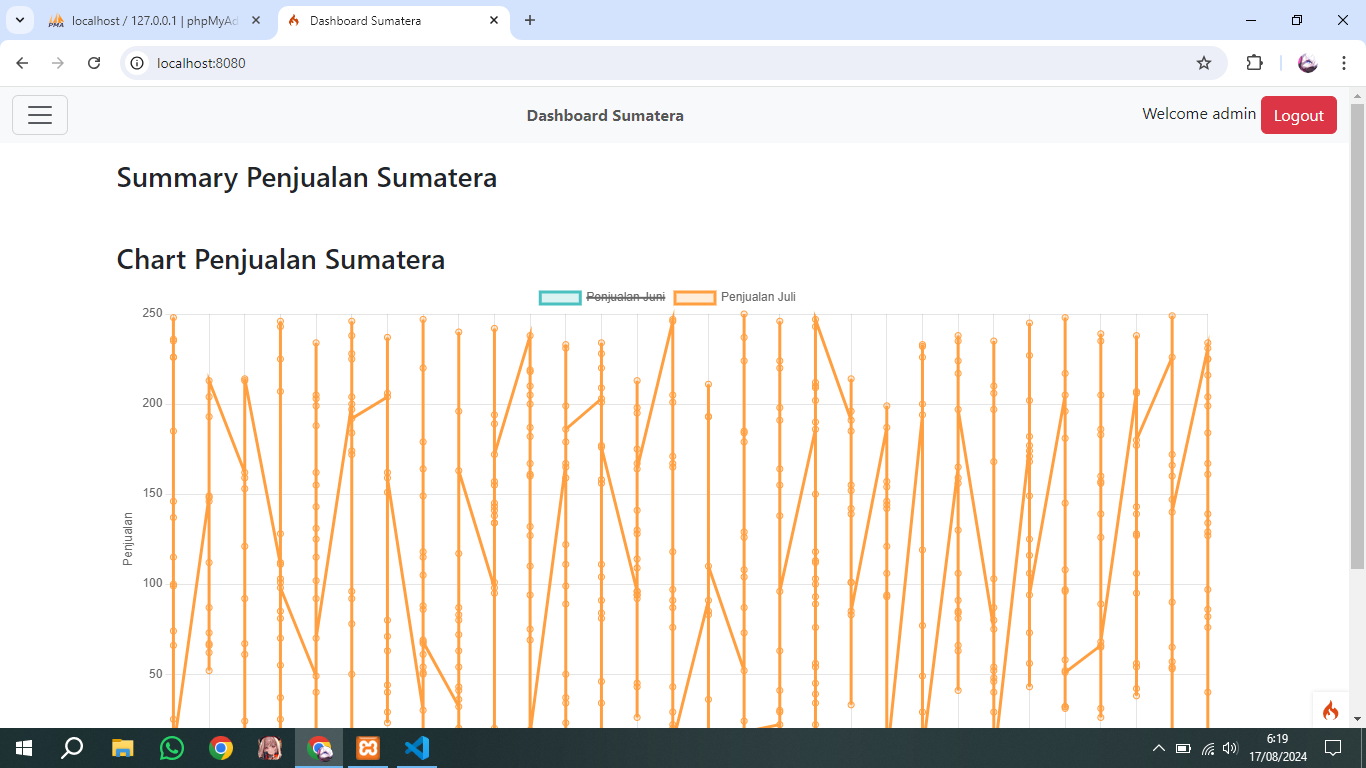 localhost / 127.0.0.1 | phpMyAd
Dashboard Sumatera
localhost:8080
Dashboard Sumatera
Welcome admin
Logout
Summary Penjualan Sumatera
Chart Penjualan Sumatera
Penjualan Juni
Penjualan Juli
250
200
150
100
50
Penjualan
6:19
17/08/2024